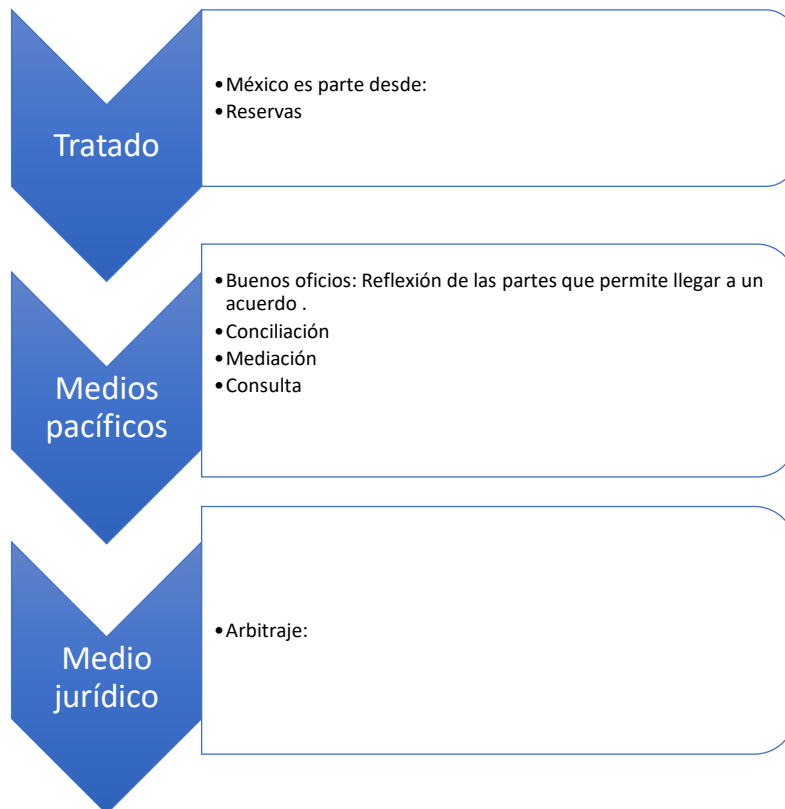 Tratado
•México es parte desde:
•Reservas
Medios
pacíficos
•Buenos oficios: Reflexión de las partes que permite llegar a un
acuerdo .
•Conciliación
•Mediación
•Consulta
Medio
jurídico
•Arbitraje: